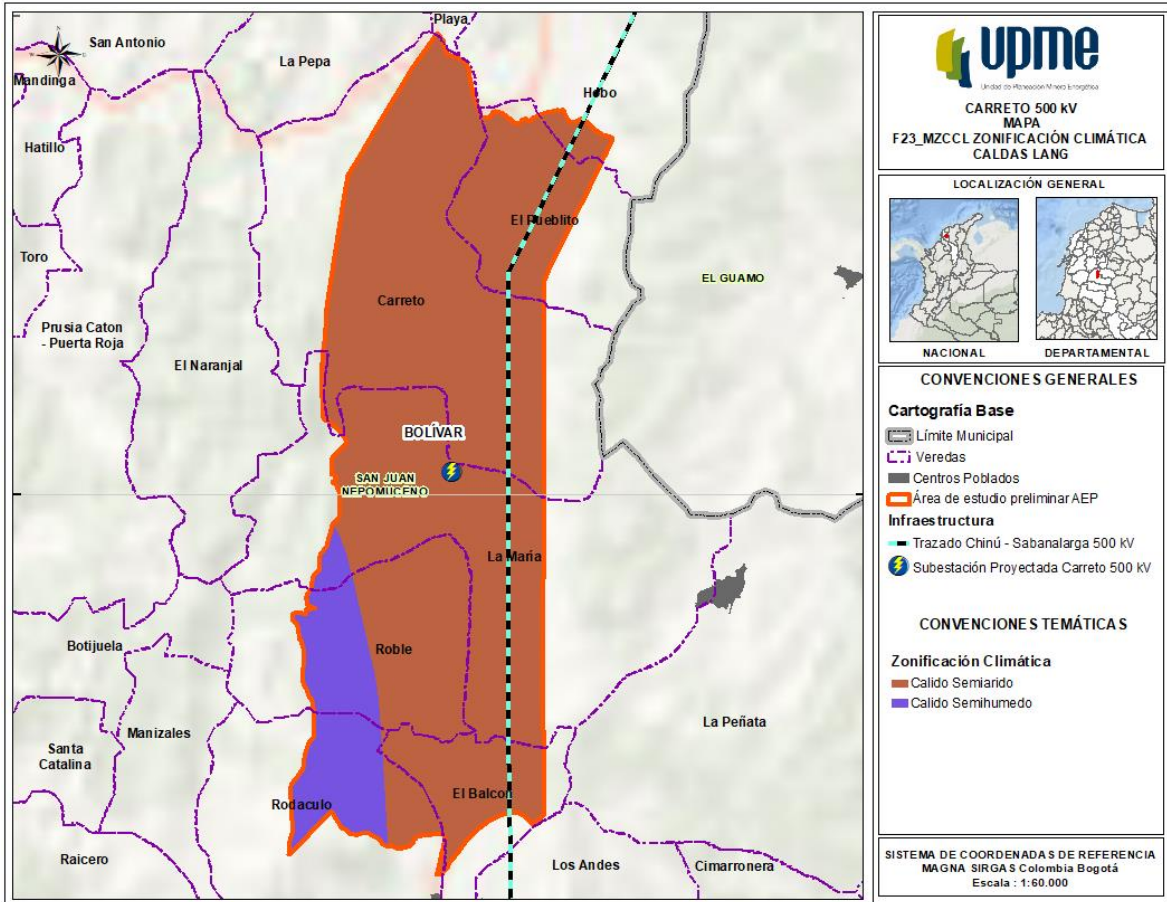 Playa
San Antonio
La Pepa
Mandinga
Hobo
Hatillo
El Pueblito
Toro
EL GUAMO
Carreto
Prusia Caton
- Puerta Roja
El Naranjal
BOLÍVAR
SAN JUAN
NEPOMUCENO
La María
Botijuela
Roble
Manizales
La Peñata
Santa
Catalina
Rodaculo
El Balcon
Raicero
Los Andes
Cimarronera
upme
Unidad de Planeación Minero Energética
CARRETO 500 kV
MAPA
F23_MZCCL ZONIFICACIÓN CLIMÁTICA
CALDAS LANG
LOCALIZACIÓN GENERAL
NACIONAL
DEPARTAMENTAL
CONVENCIONES GENERALES
Cartografía Base
Límite Municipal
Veredas
Centros Poblados
Área de estudio preliminar AEP
Infraestructura
Trazado Chinú - Sabanalarga 500 kV
Subestación Proyectada Carreto 500 kV
CONVENCIONES TEMÁTICAS
Zonificación Climática
Calido Semiarido
Calido Semihumedo
SISTEMA DE COORDENADAS DE REFERENCIA
MAGNA SIRGAS Colombia Bogotá
Escala : 1:60.000